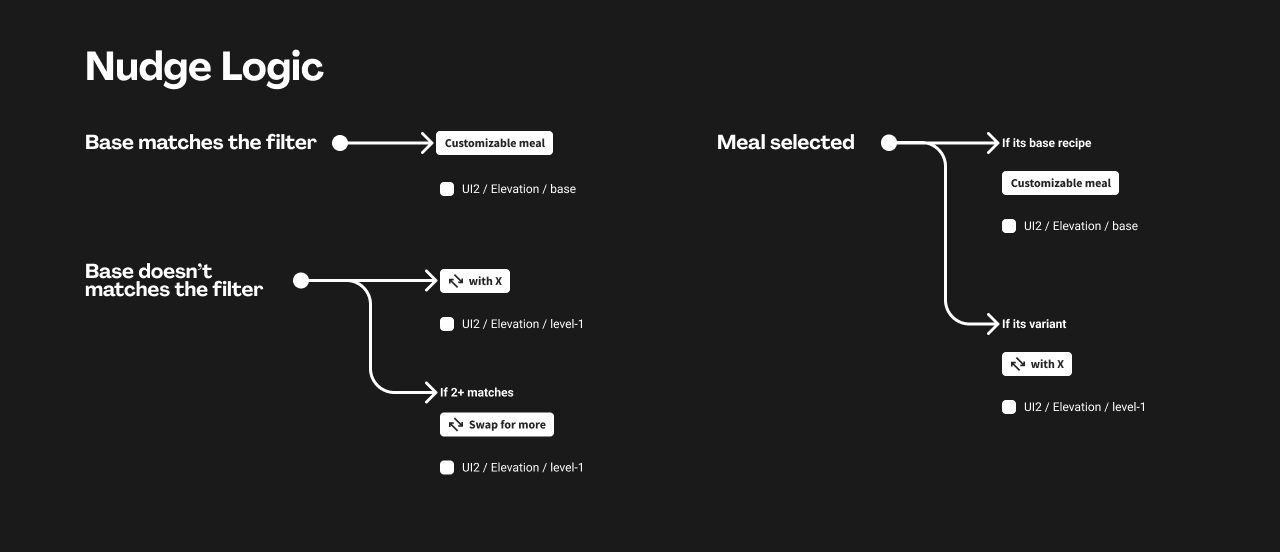 Nudge Logic
Base matches the filter
Customizable meal
UI2 / Elevation / base
Base doesn’t
matches the filter
with X
UI2 / Elevation / level-1
If 2+ matches
Swap for more
UI2 / Elevation / level-1
Meal selected
If its base recipe
Customizable meal
UI2 / Elevation / base
If its variant
with X
UI2 / Elevation / level-1